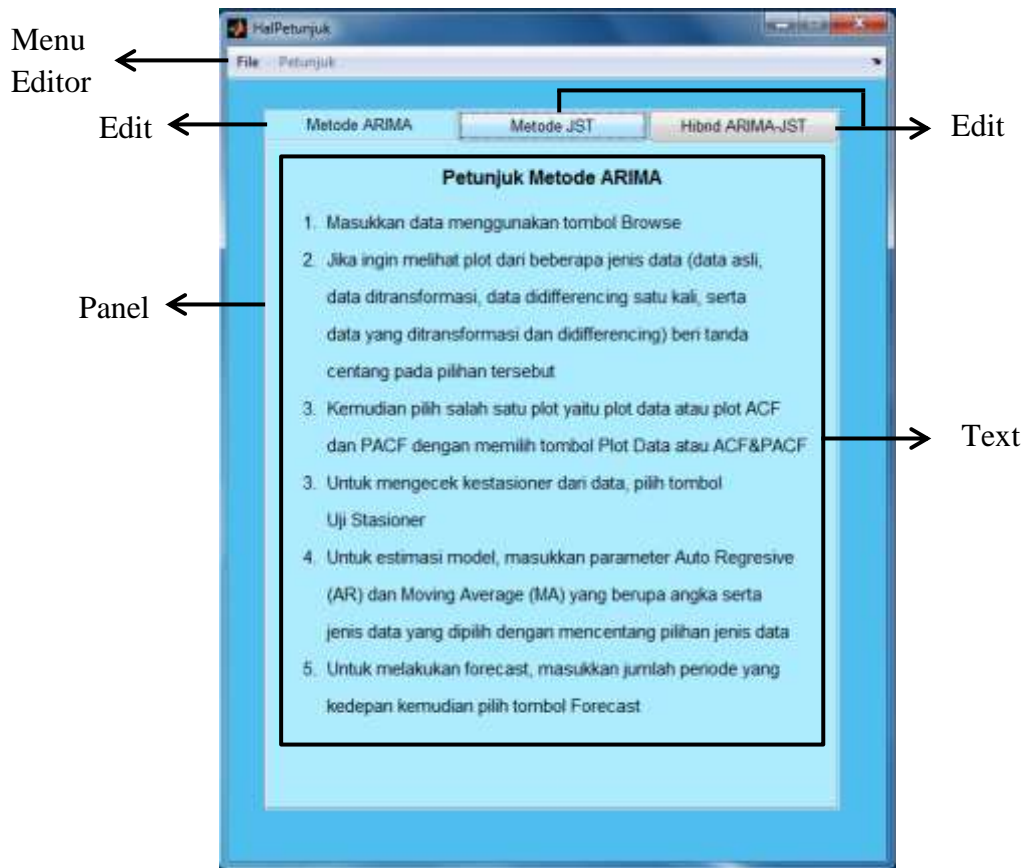 HalPetunjuk
Menu
Editor
File Petunjuk
Edit
Metode ARIMA Metode JST Hibrid ARIMA-JST
Edit
Petunjuk Metode ARIMA
1. Masukkan data menggunakan tombol Browse
2. Jika ingin melihat plot dari beberapa jenis data (data asli,
data ditransformasi, data didifferencing satu kali, serta
data yang ditransformasi dan didifferencing) beri tanda
centang pada pilihan tersebut
Panel
3. Kemudian pilih salah satu plot yaitu plot data atau plot ACF
dan PACF dengan memilih tombol Plot Data atau ACF&PACF
Text
3. Untuk mengecek kestasioner dari data, pilih tombol
Uji Stasioner
4. Untuk estimasi model, masukkan parameter Auto Regresive
(AR) dan Moving Average (MA) yang berupa angka serta
jenis data yang dipilih dengan mencentang pilihan jenis data
5. Untuk melakukan forecast, masukkan jumlah periode yang
kedepan kemudian pilih tombol Forecast